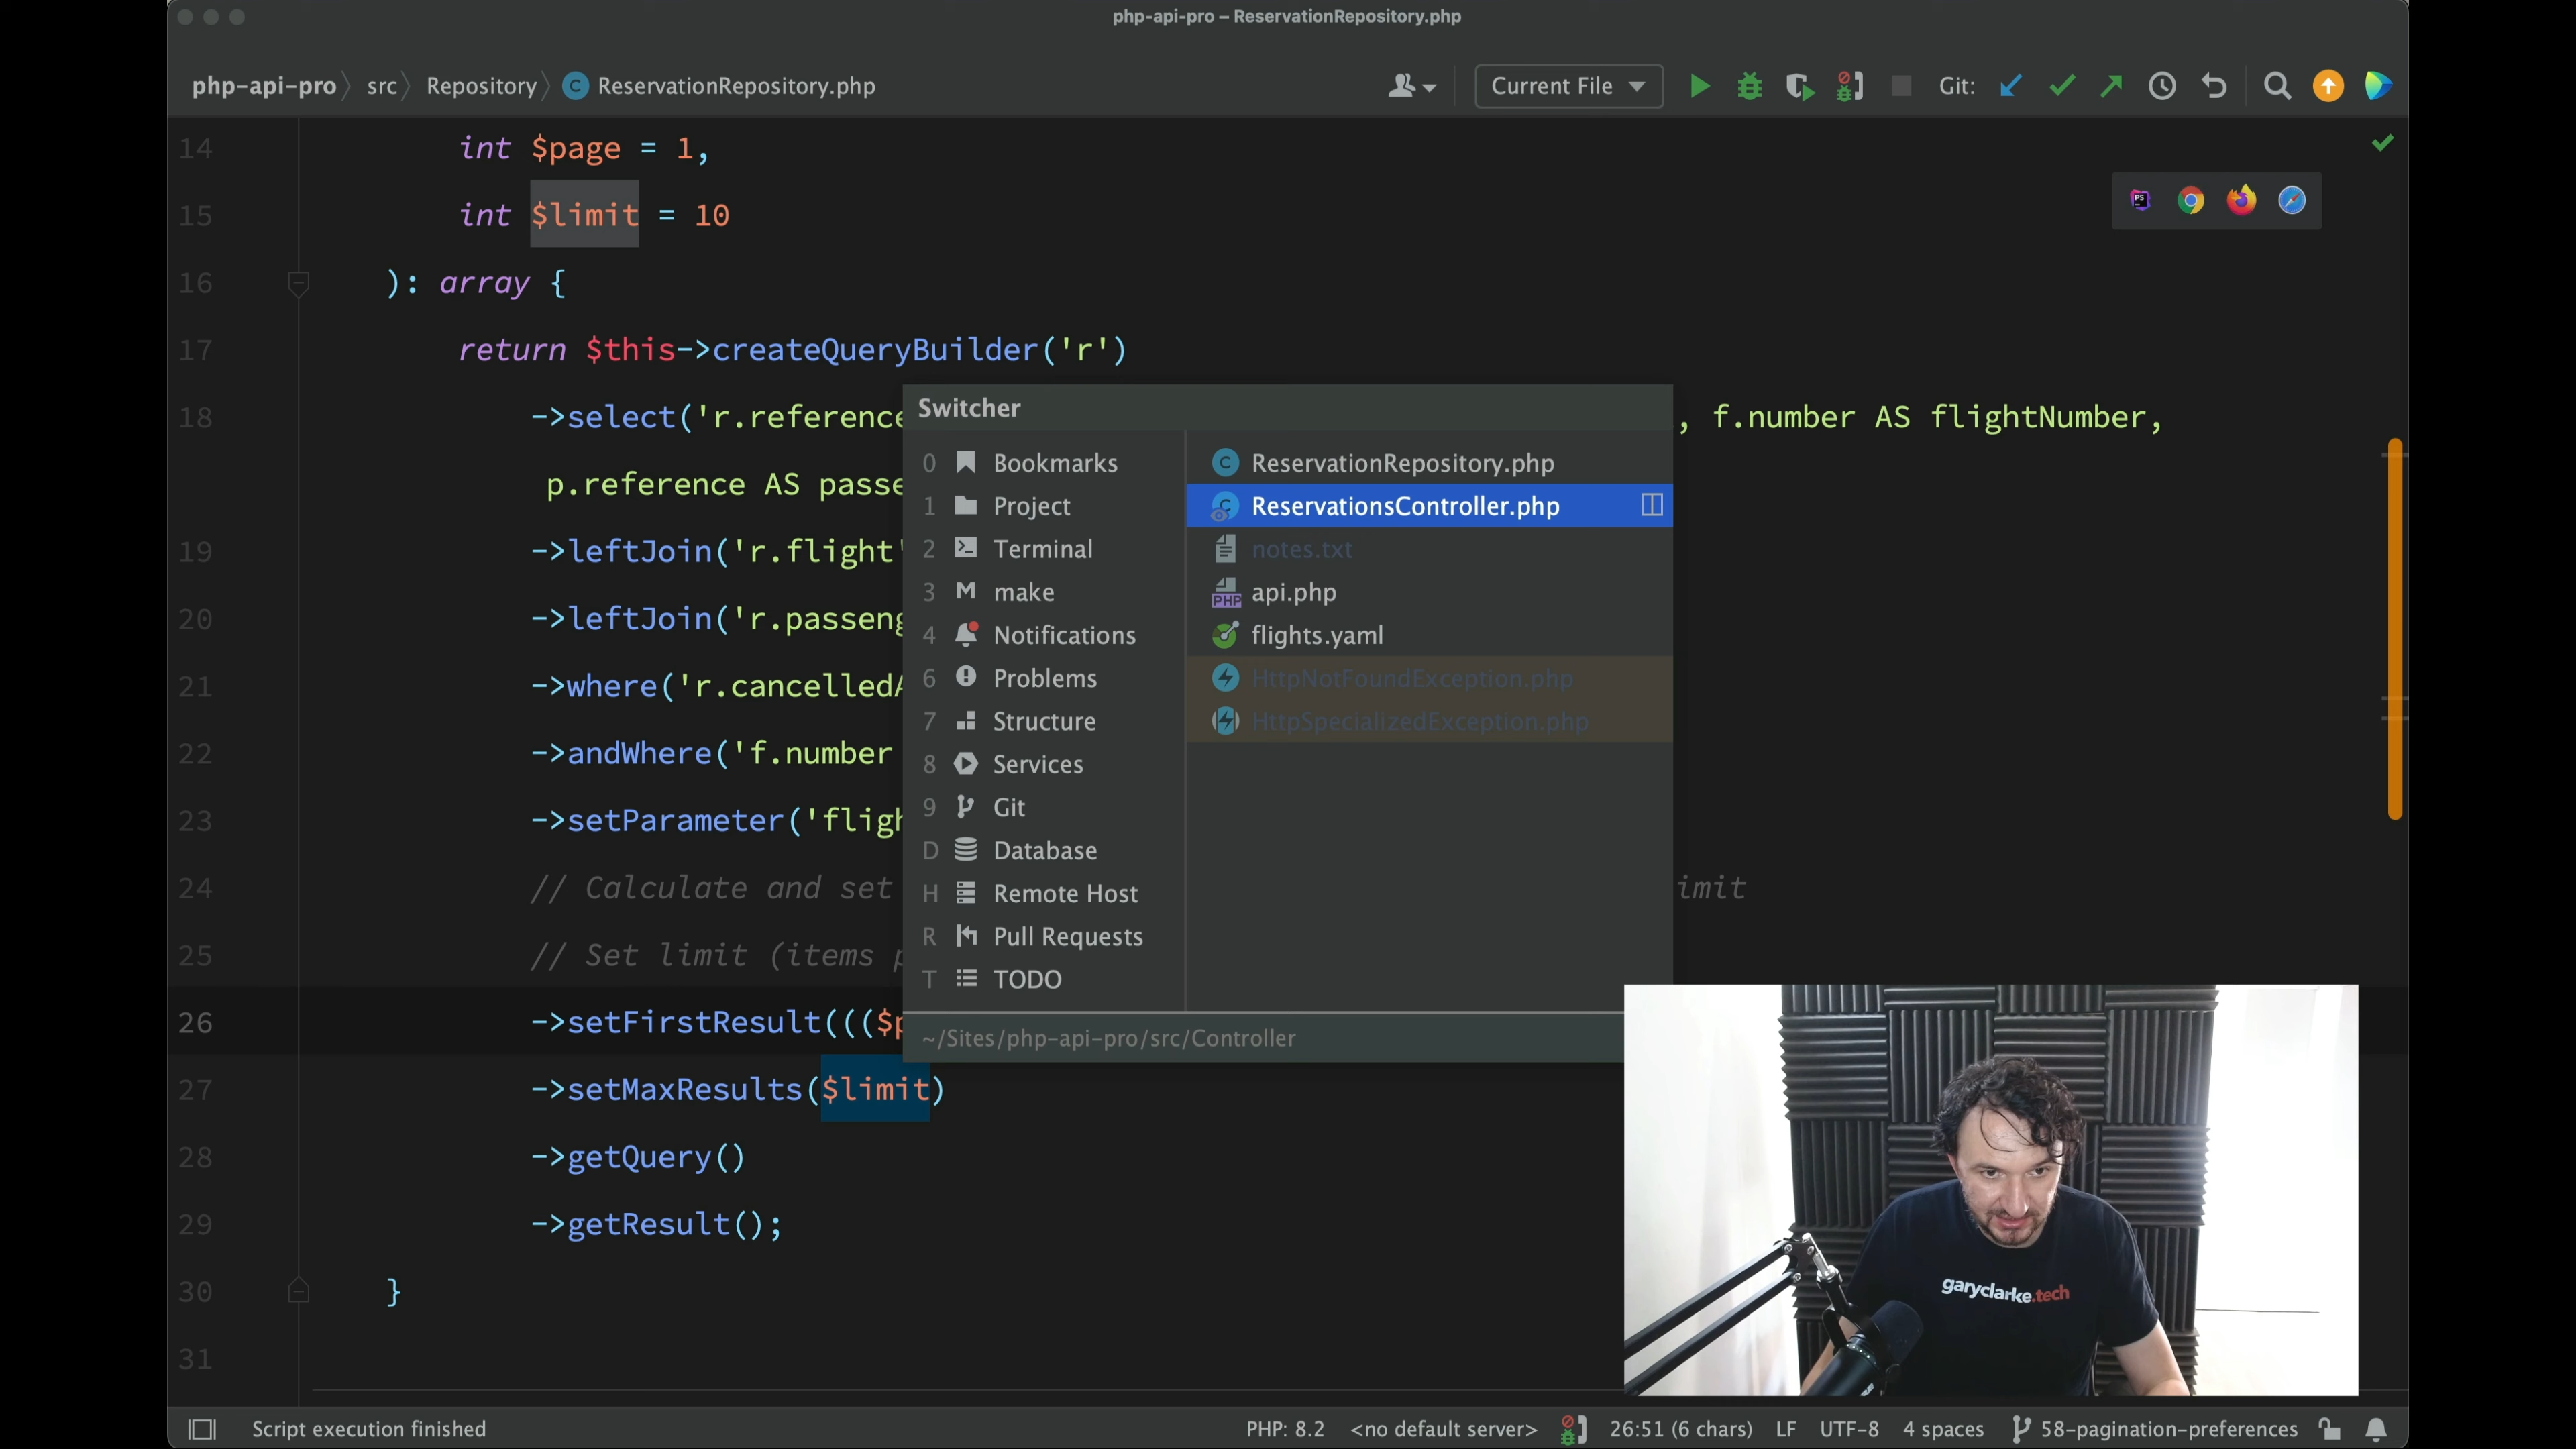 php-api-pro – ReservationRepository.php
php-api-pro src Repository ReservationRepository.php
Current File
Git:
14 int $page = 1,
15 int $limit = 10
16 ): array {
17 return $this->createQueryBuilder('r')
18 ->select('r.reference , f.number AS flightNumber,
p.reference AS passe
19 ->leftJoin('r.flight'
20 ->leftJoin('r.passeng
21 ->where('r.cancelledA
22 ->andWhere('f.number
23 ->setParameter('fligh
24 // Calculate and set imit
25 // Set limit (items p
26 ->setFirstResult((($p
27 ->setMaxResults($limit)
28 ->getQuery()
29 ->getResult();
30 }
31
Switcher
0 Bookmarks
1 Project
2 Terminal
3 make
4 Notifications
6 Problems
7 Structure
8 Services
9 Git
D Database
H Remote Host
R Pull Requests
T TODO
ReservationRepository.php
ReservationsController.php
notes.txt
api.php
flights.yaml
HttpNotFoundException.php
HttpSpecializedException.php
~/Sites/php-api-pro/src/Controller
garyclarke.tech
Script execution finished
PHP: 8.2 <no default server> 26:51 (6 chars) LF UTF-8 4 spaces 58-pagination-preferences